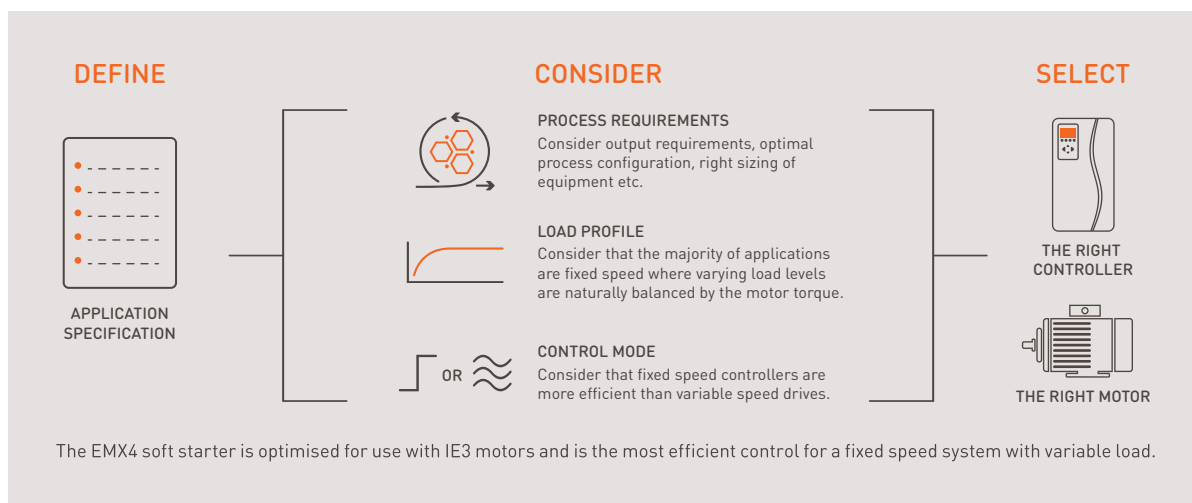 DEFINE
APPLICATION
SPECIFICATION
CONSIDER
PROCESS REQUIREMENTS
Consider output requirements, optimal
process configuration, right sizing of
equipment etc.
LOAD PROFILE
Consider that the majority of applications
are fixed speed where varying load levels
are naturally balanced by the motor torque.
OR
CONTROL MODE
Consider that fixed speed controllers are
more efficient than variable speed drives.
SELECT
THE RIGHT
CONTROLLER
THE RIGHT MOTOR
The EMX4 soft starter is optimised for use with IE3 motors and is the most efficient control for a fixed speed system with variable load.